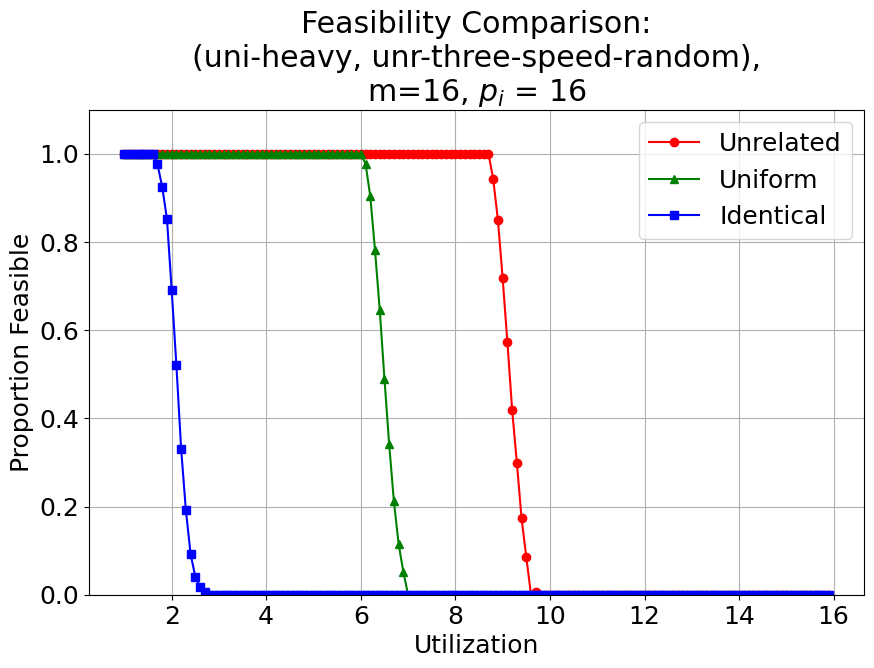 Feasibility Comparison:
(uni-heavy, unr-three-speed-random),
m=16, $p_i$ = 16
Unrelated
Uniform
Identical
Proportion Feasible
1.0
0.8
0.6
0.4
0.2
0.0
2 4 6 8 10 12 14 16
Utilization